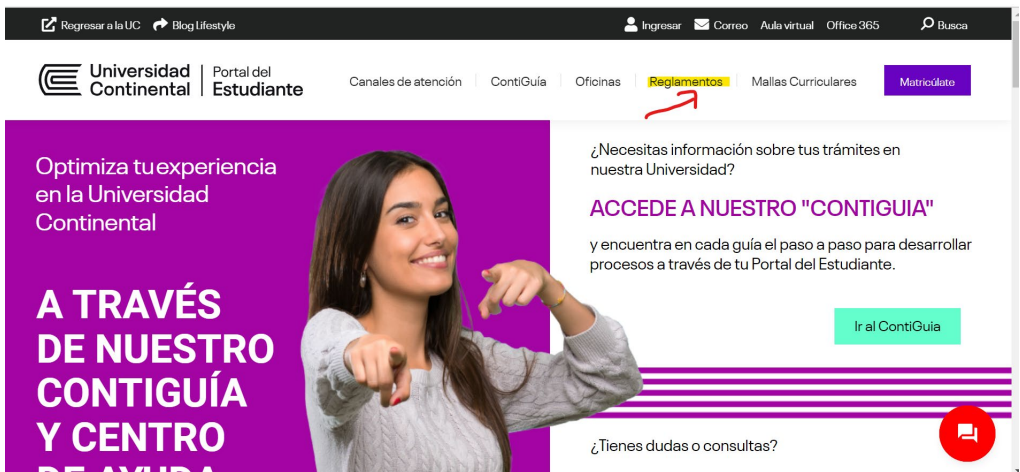 Regresar a la UC Blog Lifestyle Ingresar Correo Aula virtual Office 365 Busca
Universidad
Continental
Portal del
Estudiante
Canales de atención ContiGuía Oficinas Reglamentos Mallas Curriculares Matricúlate
Optimiza tu experiencia
en la Universidad
Continental
A TRAVÉS
DE NUESTRO
CONTIGUÍA
Y CENTRO
DE AYUDA
¿Necesitas información sobre tus trámites en
nuestra Universidad?
ACCEDE A NUESTRO "CONTIGUIA"
y encuentra en cada guía el paso a paso para desarrollar
procesos a través de tu Portal del Estudiante.
Ir al ContiGuia
¿Tienes dudas o consultas?